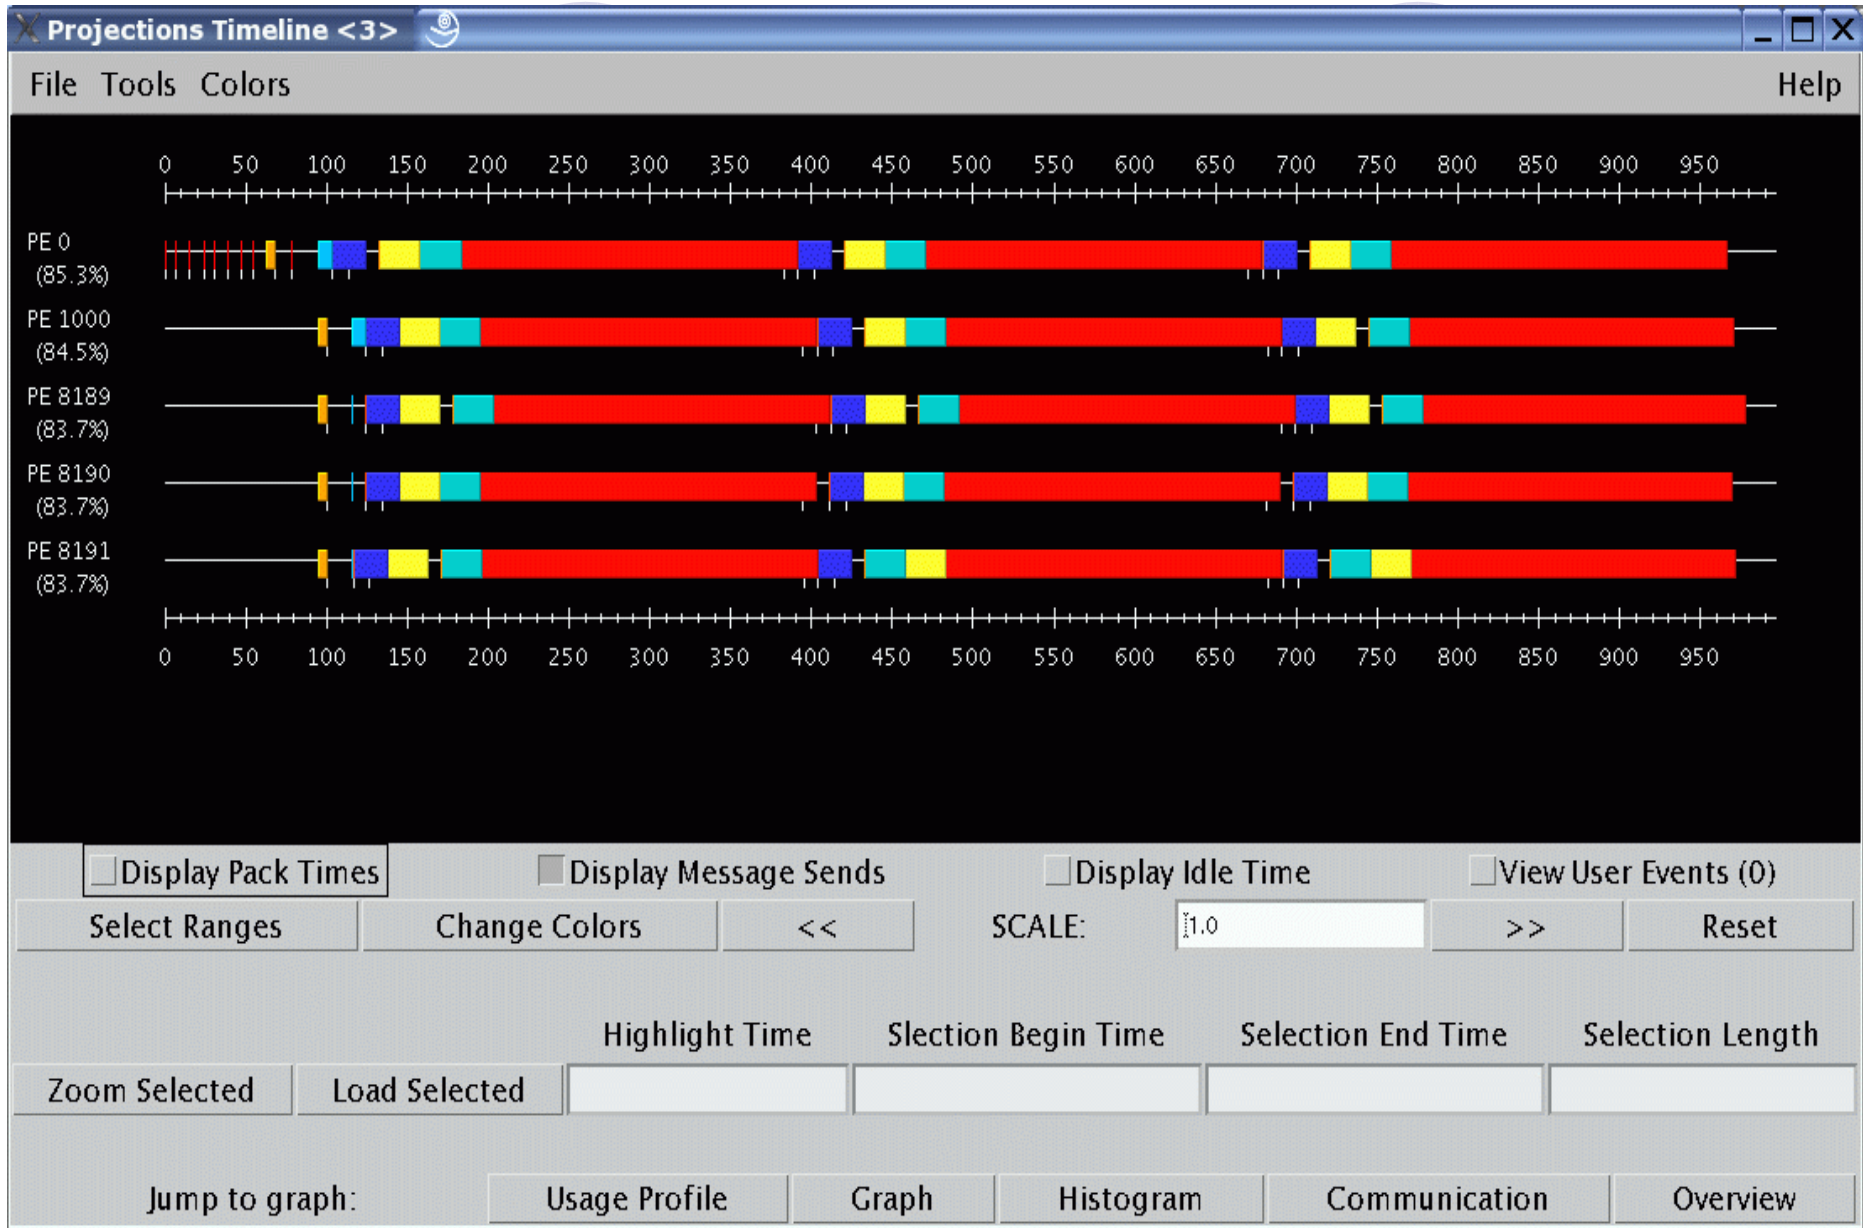 Projections Timeline <3>
File Tools Colors Help
0 50 100 150 200 250 300 350 400 450 500 550 600 650 700 750 800 850 900 950
PE 0
(85.3%)
PE 1000
(84.5%)
PE 8189
(83.7%)
PE 8190
(83.7%)
PE 8191
(83.7%)
0 50 100 150 200 250 300 350 400 450 500 550 600 650 700 750 800 850 900 950
Display Pack Times Display Message Sends Display Idle Time View User Events (0)
Select Ranges Change Colors << SCALE: 1.0 >> Reset
Highlight Time Slection Begin Time Selection End Time Selection Length
Zoom Selected Load Selected
Jump to graph: Usage Profile Graph Histogram Communication Overview